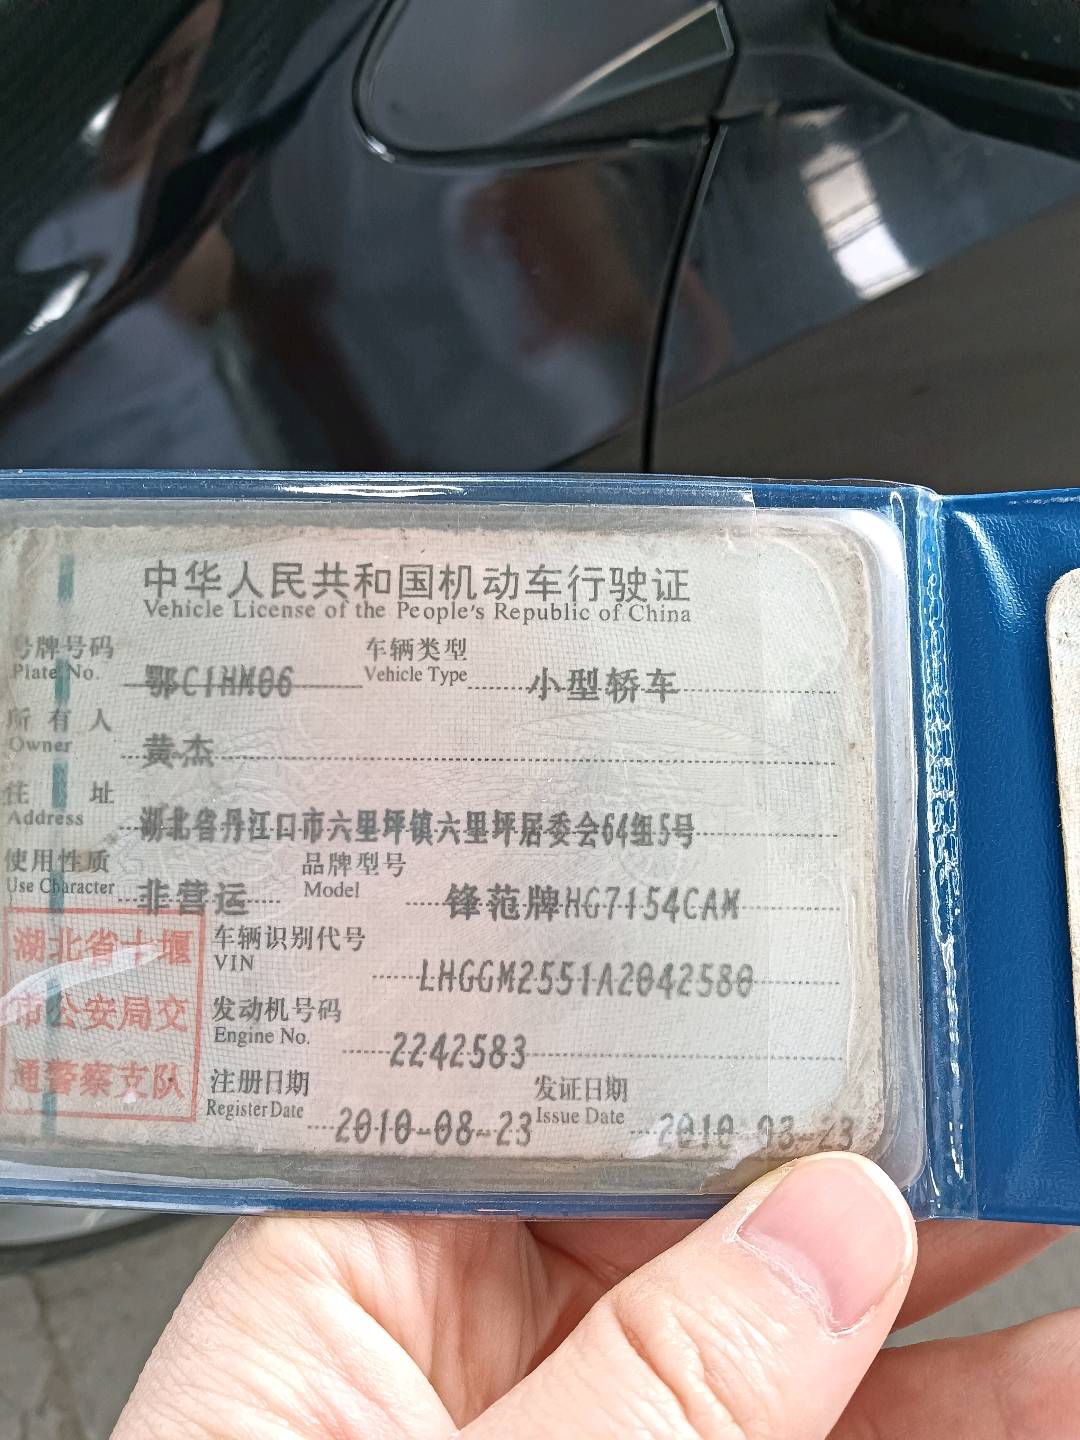 中华人民共和国机动车行驶证
Vehicle License of the People's Republic of China
号牌号码 车辆类型
Plate No. 鄂C1HM06 Vehicle Type 小型轿车
所有人
Owner 黄杰
住址
Address 湖北省丹江口市六里坪镇六里坪居委会64组5号
使用性质 品牌型号
Use Character 非营运 Model 锋范牌HG7154CAM
湖北省十堰
市公安局交
通警察支队
车辆识别代号
VIN LHGGM2551A2042580
发动机号码
Engine No. 2242583
注册日期 发证日期
Register Date 2010-08-23 Issue Date 2010